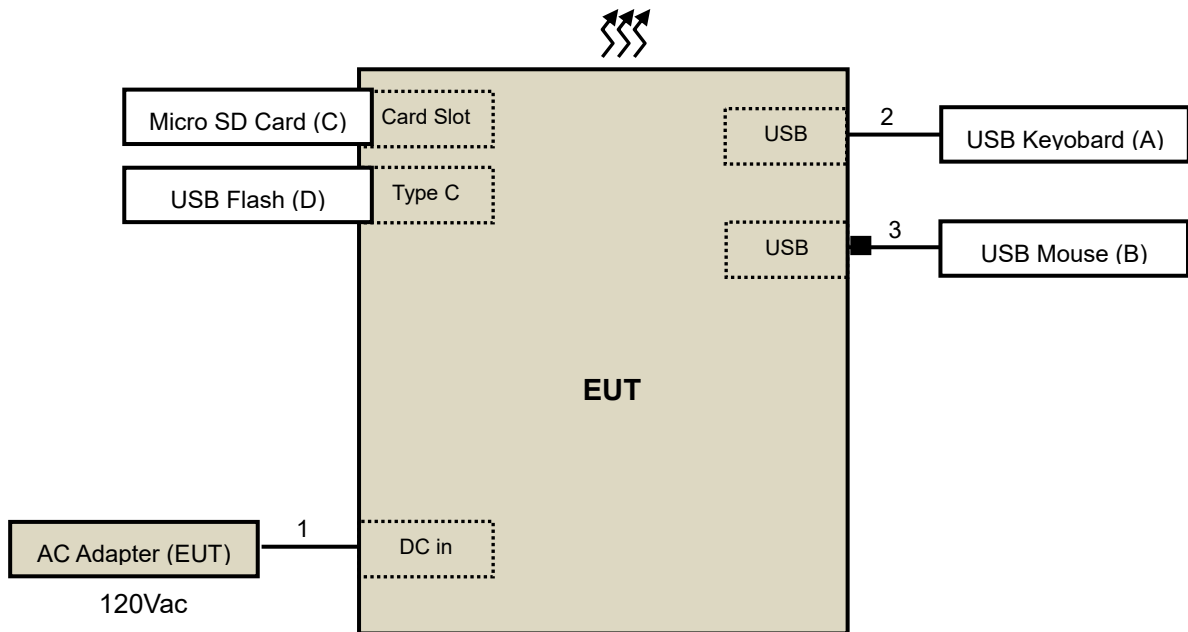 Micro SD Card (C)
Card Slot
USB
2
USB Keyobard (A)
USB Flash (D)
Type C
USB
3
USB Mouse (B)
EUT
AC Adapter (EUT)
1
DC in
120Vac